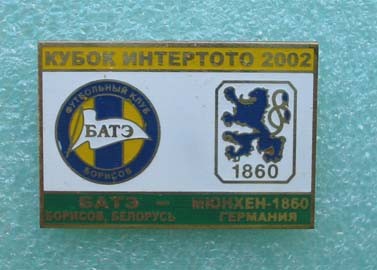 КУБОК ИНТЕРТОТО 2002
ФУТБОЛЬНЫЙ КЛУБ
БАТЭ
БОРИСОВ
1860
БАТЭ – МЮНХЕН-1860
БОРИСОВ, БЕЛОРУСЬ ГЕРМАНИЯ